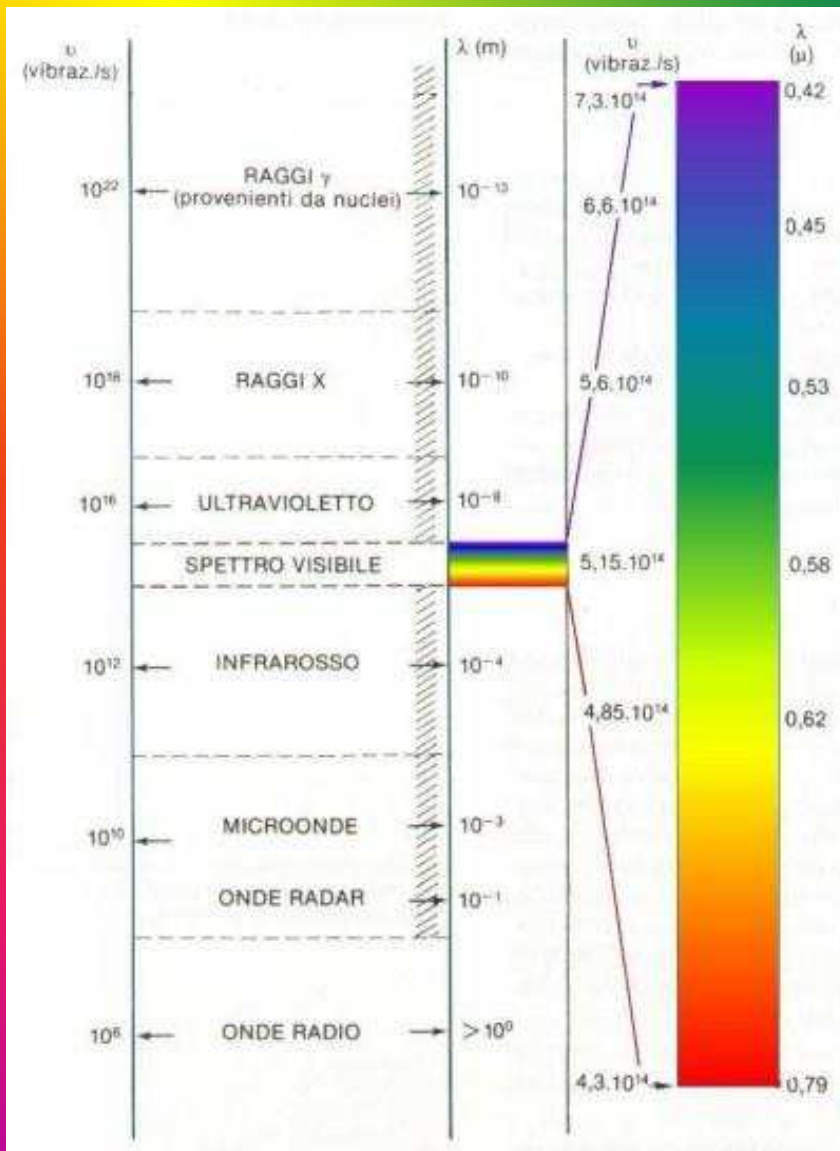 υ
(vibraz./s)
λ (m)
υ
(vibraz./s)
λ
(μ)
7,3.10¹⁴
0,42
10²²
RAGGI γ
(provenienti da nuclei)
10⁻¹³
6,6.10¹⁴
0,45
10¹⁸
RAGGI X
10⁻¹⁰
5,6.10¹⁴
0,53
10¹⁶
ULTRAVIOLETTO
10⁻⁸
SPETTRO VISIBILE
5,15.10¹⁴
0,58
10¹²
INFRAROSSO
10⁻⁴
4,85.10¹⁴
0,62
10¹⁰
MICROONDE
10⁻³
ONDE RADAR
10⁻¹
10⁶
ONDE RADIO
> 10⁰
4,3.10¹⁴
0,79